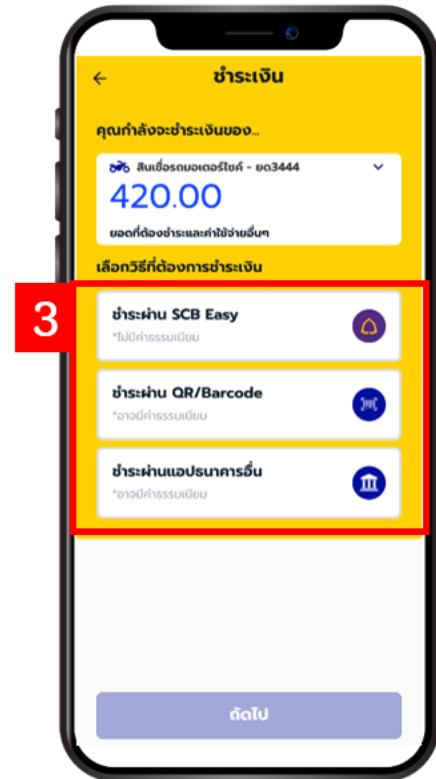 ชำระเงิน
คุณกำลังจะชำระเงินของ...
สินเชื่อรถมอเตอร์ไซค์ - ยด3444
420.00
ยอดที่ต้องชำระและค่าใช้จ่ายอื่นๆ
เลือกวิธีที่ต้องการชำระเงิน
3
ชำระผ่าน SCB Easy
*ไม่มีค่าธรรมเนียม
ชำระผ่าน QR/Barcode
*อาจมีค่าธรรมเนียม
ชำระผ่านแอปธนาคารอื่น
*อาจมีค่าธรรมเนียม
ถัดไป